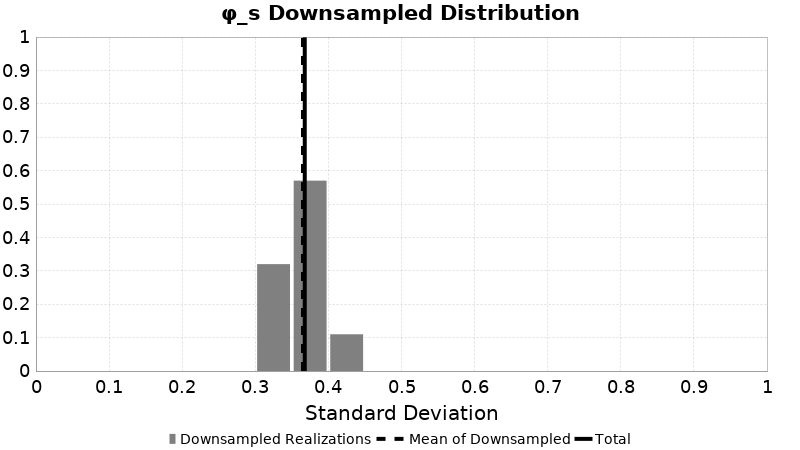 φ_s Downsampled Distribution
1
0.9
0.8
0.7
0.6
0.5
0.4
0.3
0.2
0.1
0
0 0.1 0.2 0.3 0.4 0.5 0.6 0.7 0.8 0.9 1
Standard Deviation
Downsampled Realizations Mean of Downsampled Total